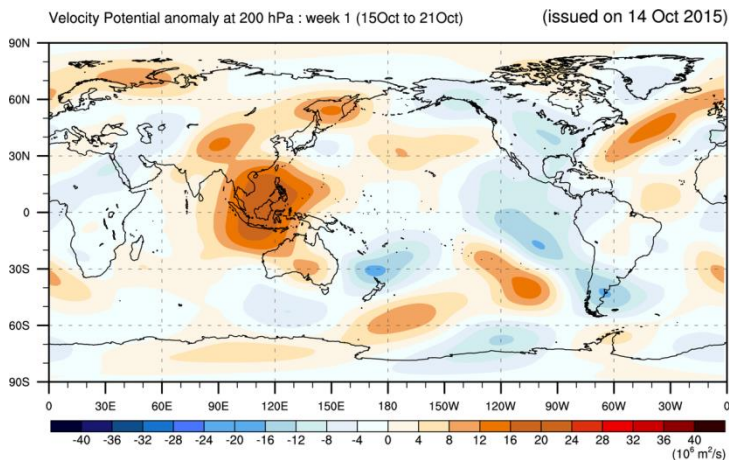 Velocity Potential anomaly at 200 hPa : week 1 (15Oct to 21Oct) (issued on 14 Oct 2015)
90N
60N
30N
0
30S
60S
90S
0 30E 60E 90E 120E 150E 180 150W 120W 90W 60W 30W 0
-40 -36 -32 -28 -24 -20 -16 -12 -8 -4 0 4 8 12 16 20 24 28 32 36 40
(10⁶ m²/s)